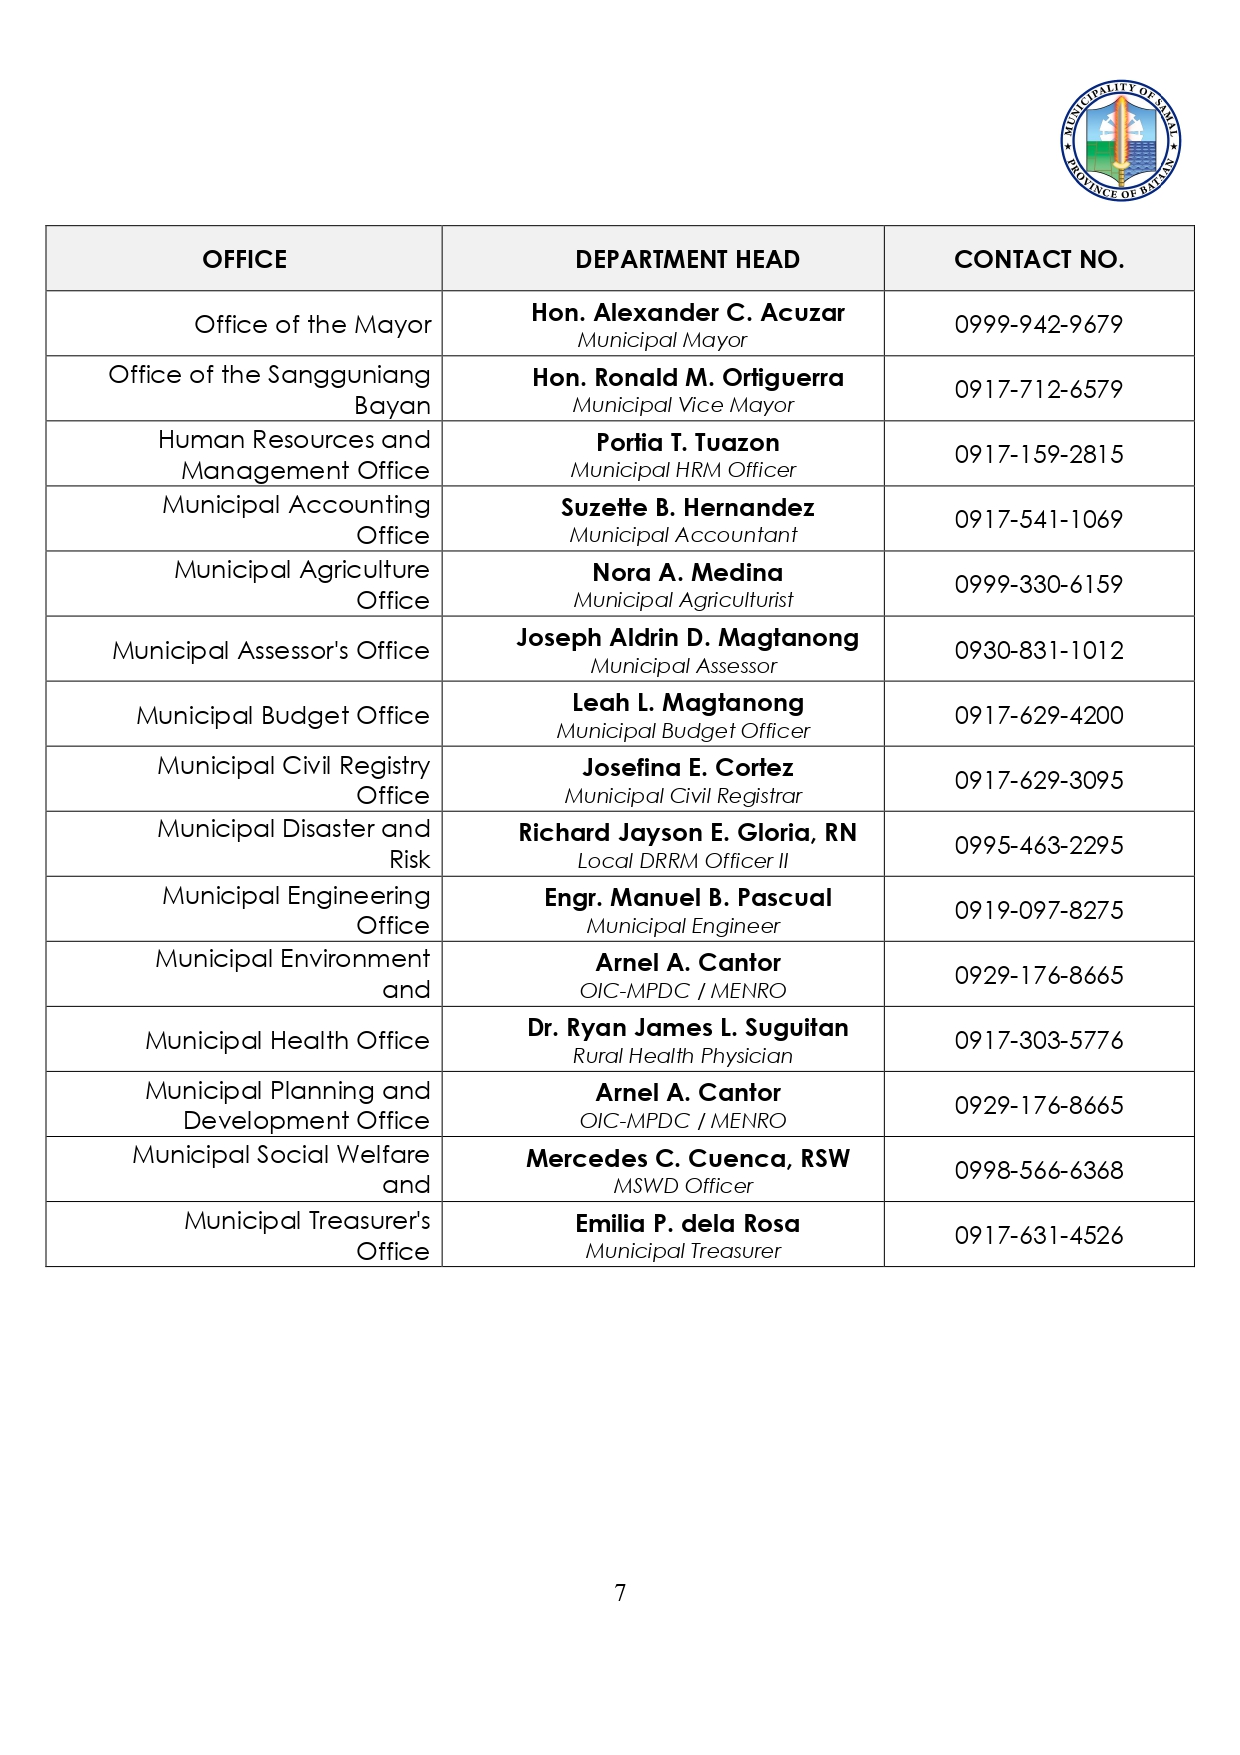 MUNICIPALITY OF SAMAL
PROVINCE OF BATAAN
OFFICE
DEPARTMENT HEAD
CONTACT NO.
Office of the Mayor
Hon. Alexander C. Acuzar
Municipal Mayor
0999-942-9679
Office of the Sangguniang
Bayan
Hon. Ronald M. Ortiguerra
Municipal Vice Mayor
0917-712-6579
Human Resources and
Management Office
Portia T. Tuazon
Municipal HRM Officer
0917-159-2815
Municipal Accounting
Office
Suzette B. Hernandez
Municipal Accountant
0917-541-1069
Municipal Agriculture
Office
Nora A. Medina
Municipal Agriculturist
0999-330-6159
Municipal Assessor's Office
Joseph Aldrin D. Magtanong
Municipal Assessor
0930-831-1012
Municipal Budget Office
Leah L. Magtanong
Municipal Budget Officer
0917-629-4200
Municipal Civil Registry
Office
Josefina E. Cortez
Municipal Civil Registrar
0917-629-3095
Municipal Disaster and
Risk
Richard Jayson E. Gloria, RN
Local DRRM Officer II
0995-463-2295
Municipal Engineering
Office
Engr. Manuel B. Pascual
Municipal Engineer
0919-097-8275
Municipal Environment
and
Arnel A. Cantor
OIC-MPDC / MENRO
0929-176-8665
Municipal Health Office
Dr. Ryan James L. Suguitan
Rural Health Physician
0917-303-5776
Municipal Planning and
Development Office
Arnel A. Cantor
OIC-MPDC / MENRO
0929-176-8665
Municipal Social Welfare
and
Mercedes C. Cuenca, RSW
MSWD Officer
0998-566-6368
Municipal Treasurer's
Office
Emilia P. dela Rosa
Municipal Treasurer
0917-631-4526
7